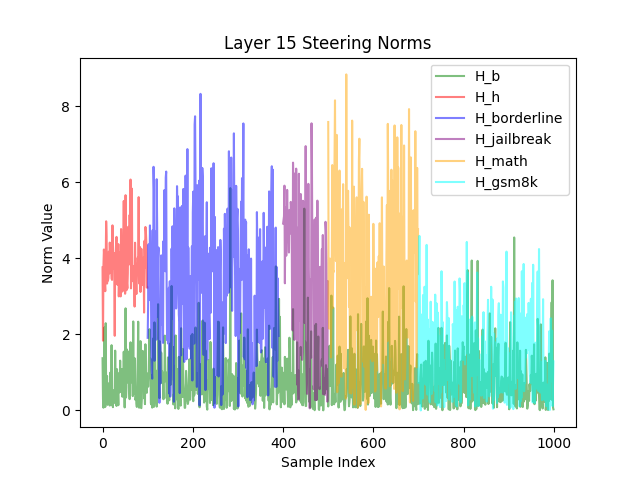 Layer 15 Steering Norms
H_b
H_h
H_borderline
H_jailbreak
H_math
H_gsm8k
Norm Value
8
6
4
2
0
0
200
400
600
800
1000
Sample Index